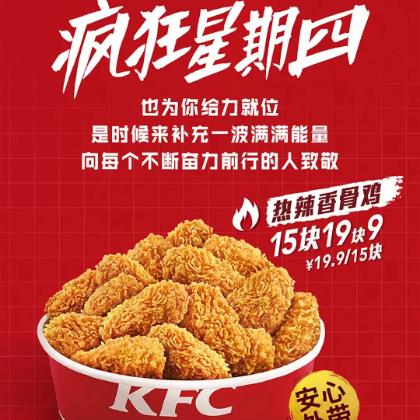 疯狂星期四
也为你给力就位
是时候来补充一波满满能量
向每个不断奋力前行的人致敬
热辣香骨鸡
15块19块9
¥19.9/15块
KFC
安心
外带